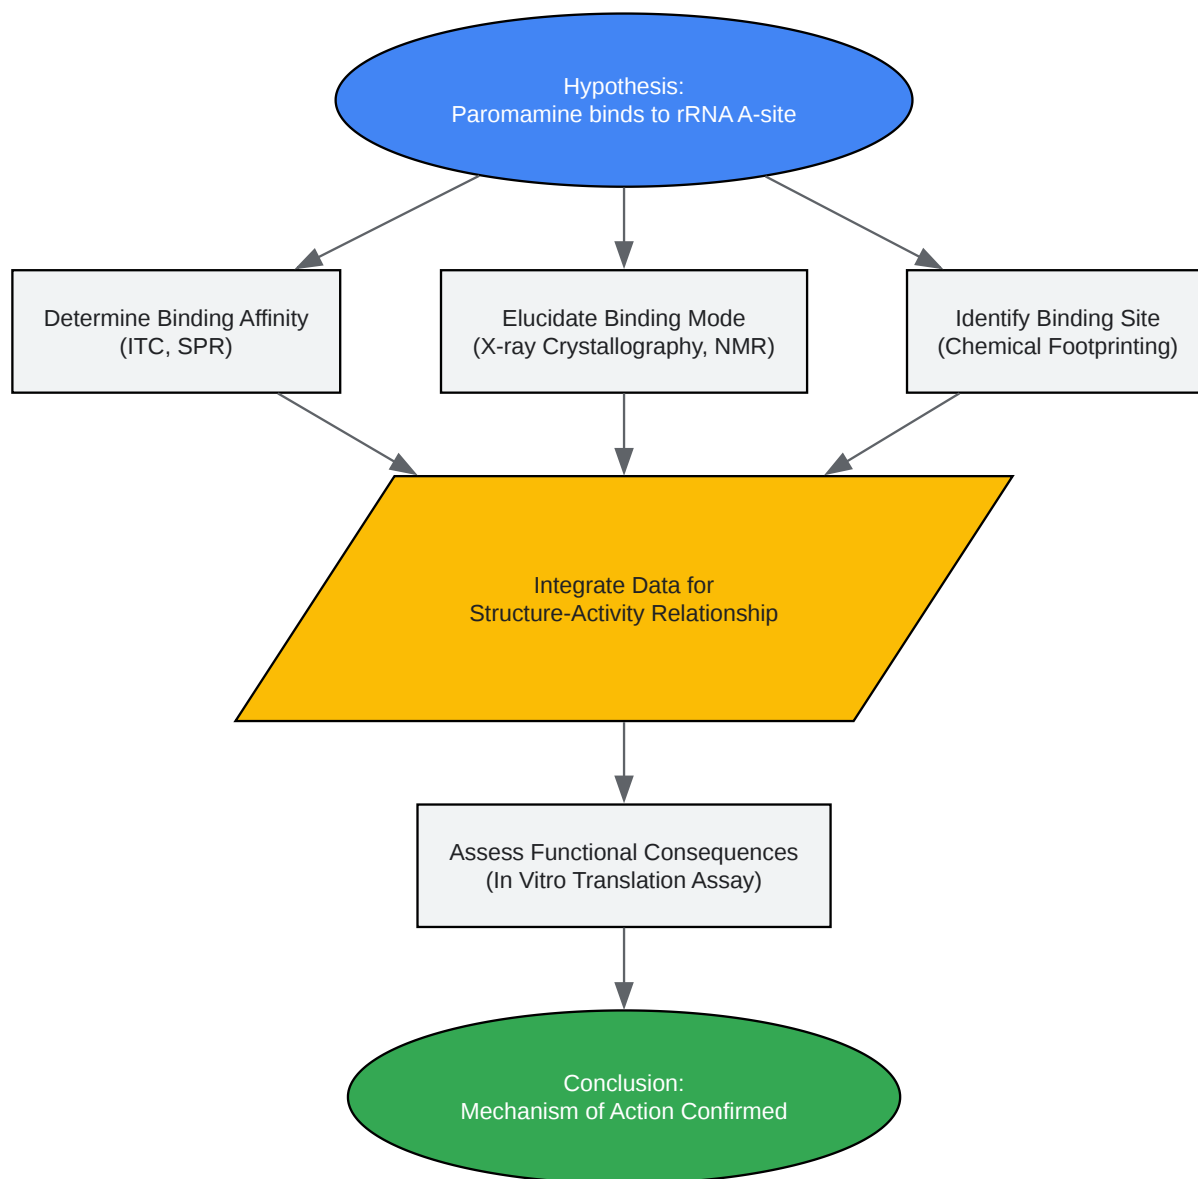 Hypothesis:
Paromamine binds to rRNA A-site
Determine Binding Affinity
(ITC, SPR)
Elucidate Binding Mode
(X-ray Crystallography, NMR)
Identify Binding Site
(Chemical Footprinting)
Integrate Data for
Structure-Activity Relationship
Assess Functional Consequences
(In Vitro Translation Assay)
Conclusion:
Mechanism of Action Confirmed